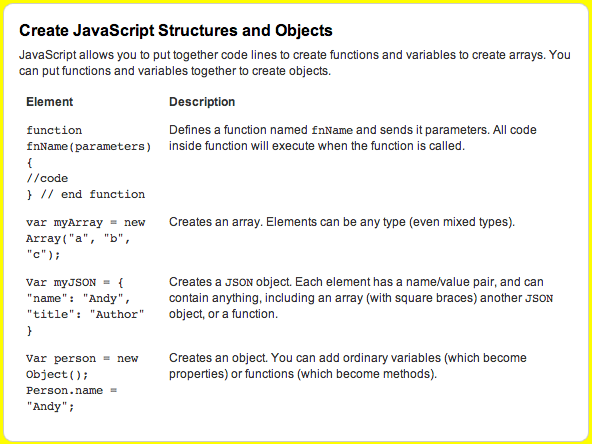 Create JavaScript Structures and Objects
JavaScript allows you to put together code lines to create functions and variables to create arrays. You
can put functions and variables together to create objects.
Element Description
function
fnName(parameters)
{
//code
} // end function
Defines a function named fnName and sends it parameters. All code
inside function will execute when the function is called.
var myArray = new
Array("a", "b",
"c");
Creates an array. Elements can be any type (even mixed types).
Var myJSON = {
"name": "Andy",
"title": "Author"
}
Creates a JSON object. Each element has a name/value pair, and can
contain anything, including an array (with square braces) another JSON
object, or a function.
Var person = new
Object();
Person.name =
"Andy";
Creates an object. You can add ordinary variables (which become
properties) or functions (which become methods).